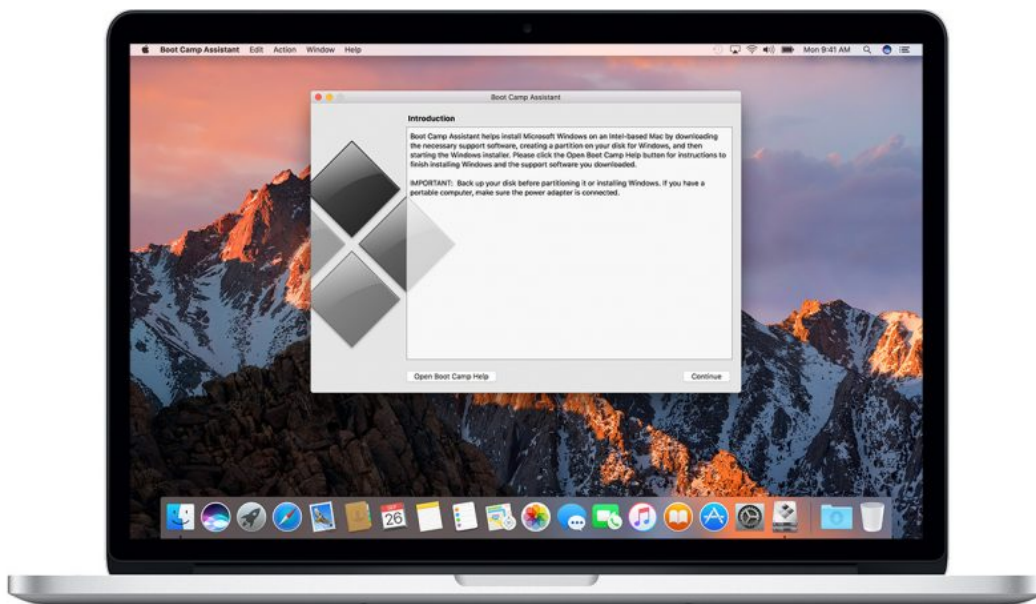 Boot Camp Assistant Edit Action Window Help Mon 9:41 AM
Boot Camp Assistant
Introduction
Boot Camp Assistant helps install Microsoft Windows on an Intel-based Mac by downloading
the necessary support software, creating a partition on your disk for Windows, and then
starting the Windows installer. Please click the Open Boot Camp Help button for instructions to
finish installing Windows and the support software you downloaded.
IMPORTANT: Back up your disk before partitioning it or installing Windows. If you have a
portable computer, make sure the power adapter is connected.
Open Boot Camp Help Continue
26